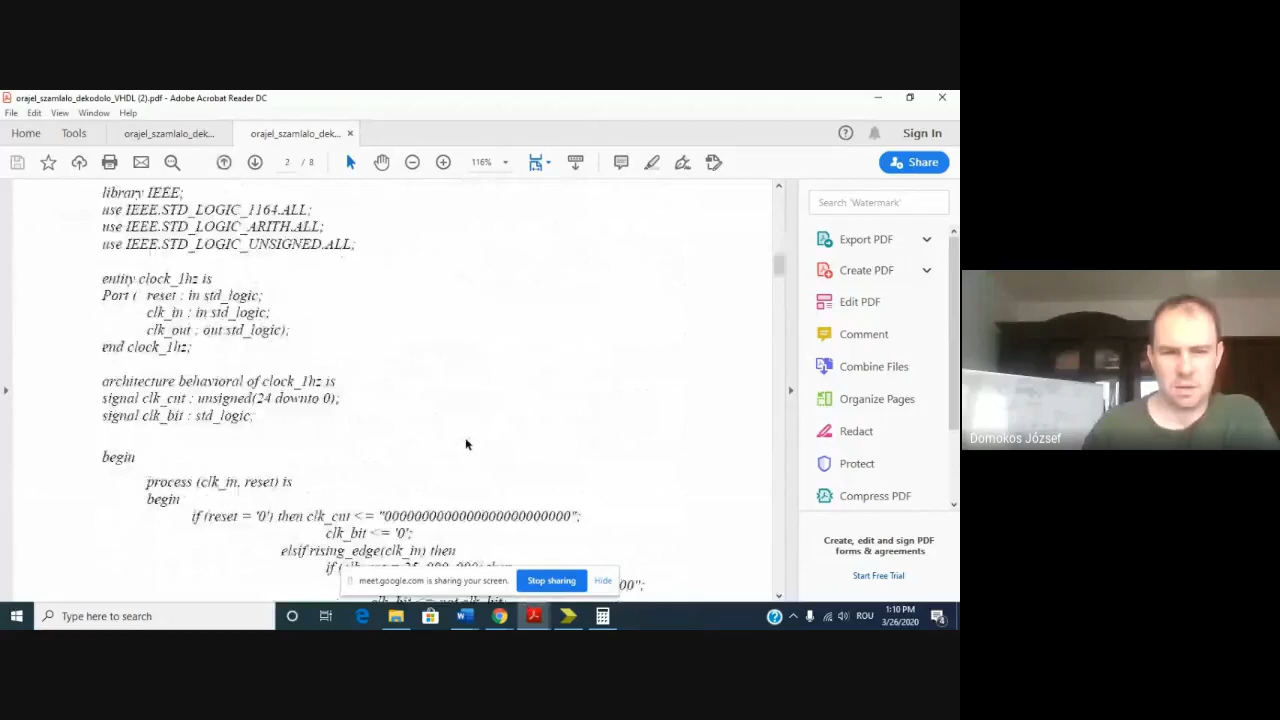 orajel_szamlalo_dekodolo_VHDL (2).pdf - Adobe Acrobat Reader DC
File Edit View Window Help
Home Tools orajel_szamlalo_dek... orajel_szamlalo_dek... × Sign In
2 / 8 116% Share
library IEEE;
use IEEE.STD_LOGIC_1164.ALL;
use IEEE.STD_LOGIC_ARITH.ALL;
use IEEE.STD_LOGIC_UNSIGNED.ALL;
entity clock_1hz is
Port ( reset : in std_logic;
clk_in : in std_logic;
clk_out : out std_logic);
end clock_1hz;
architecture behavioral of clock_1hz is
signal clk_cnt : unsigned(24 downto 0);
signal clk_bit : std_logic;
begin
process (clk_in, reset) is
begin
if (reset = '0') then clk_cnt <= "0000000000000000000000000";
clk_bit <= '0';
elsif rising_edge(clk_in) then
if
00";
Search 'Watermark'
Export PDF
Create PDF
Edit PDF
Comment
Combine Files
Organize Pages
Redact
Protect
Compress PDF
Create, edit and sign PDF
forms & agreements
Start Free Trial
meet.google.com is sharing your screen. Stop sharing Hide
Type here to search
ROU
1:10 PM
3/26/2020
4
Domokos József